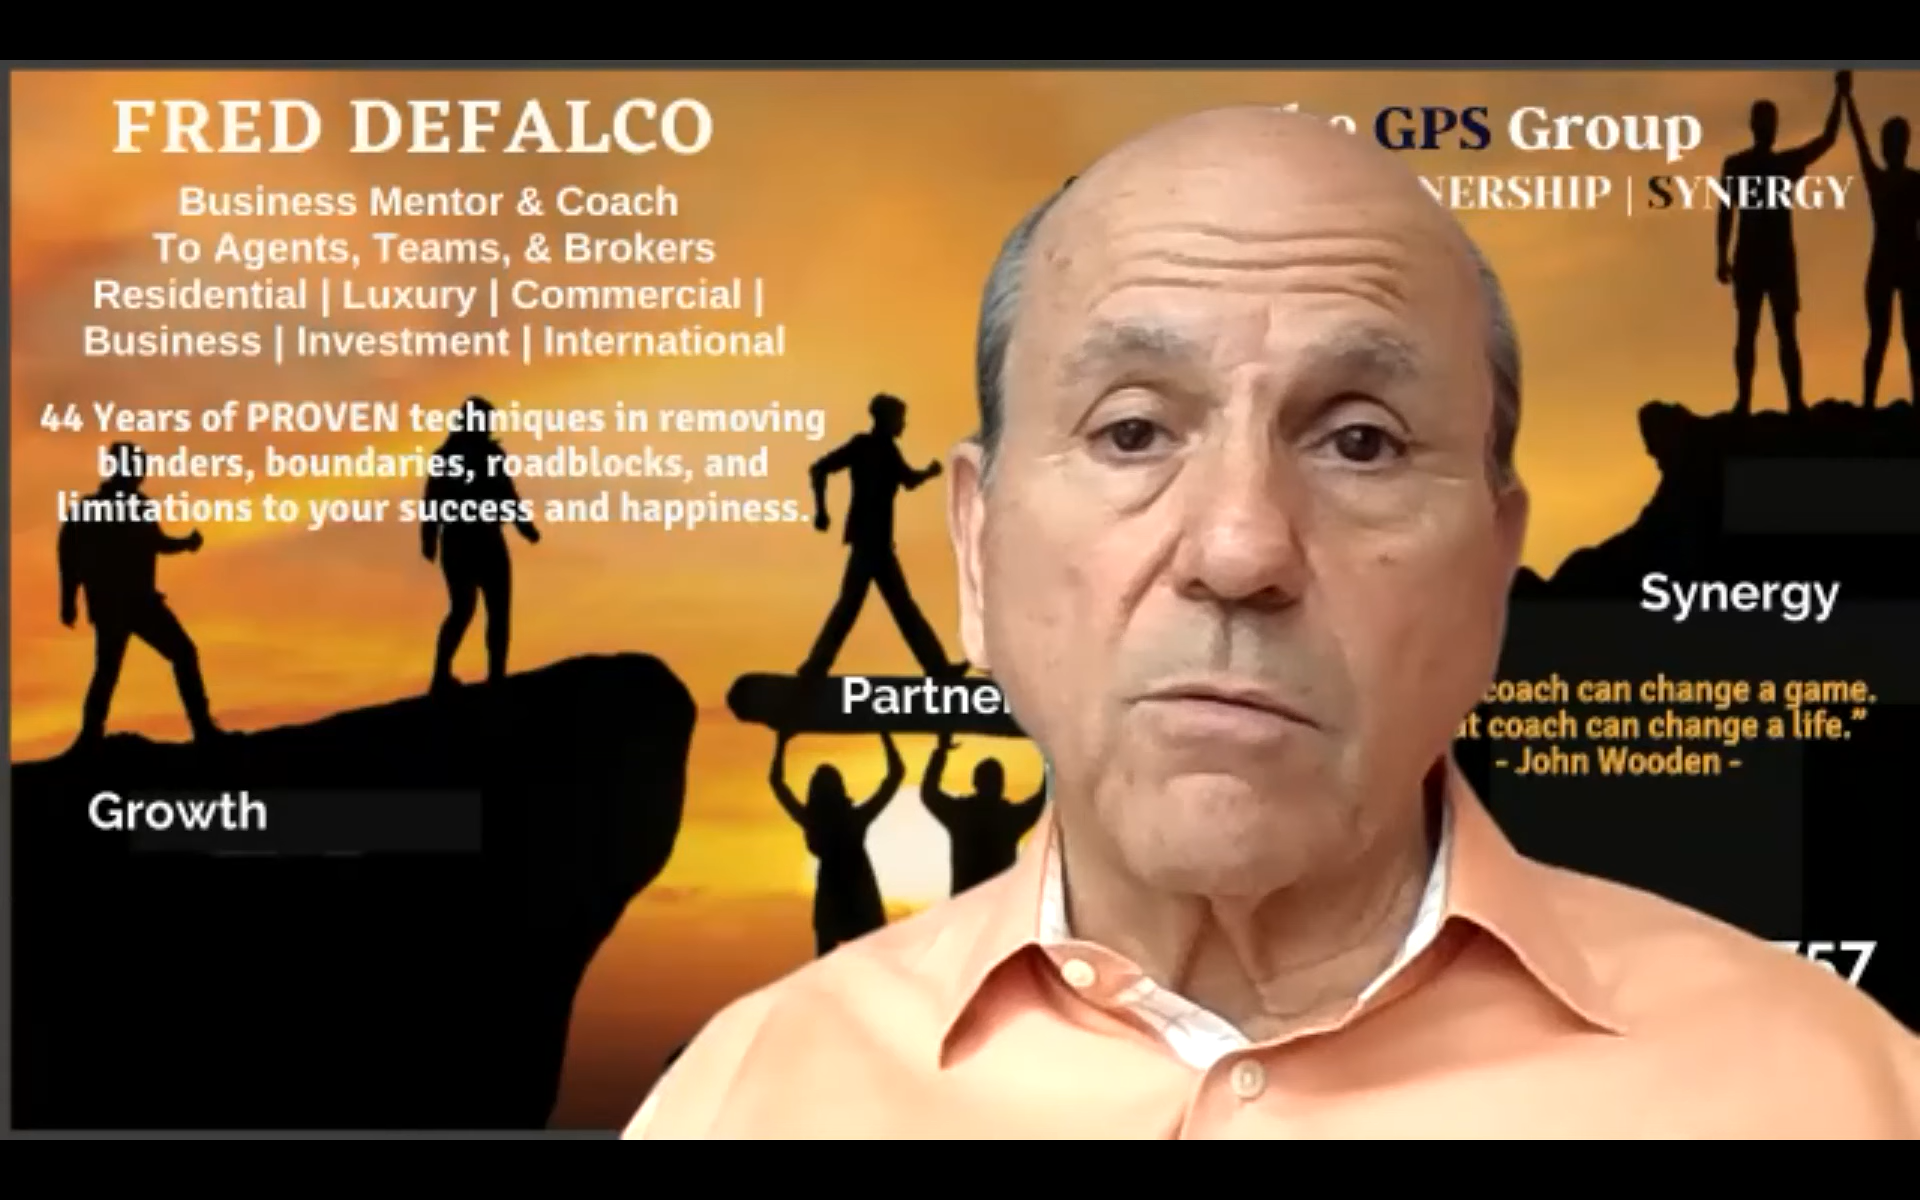 FRED DEFALCO
Business Mentor & Coach
To Agents, Teams, & Brokers
Residential | Luxury | Commercial |
Business | Investment | International
44 Years of PROVEN techniques in removing
blinders, boundaries, roadblocks, and
limitations to your success and happiness.
GPS Group
NERSHIP | SYNERGY
Growth
Partne
Synergy
coach can change a game.
coach can change a life.”
- John Wooden -
57